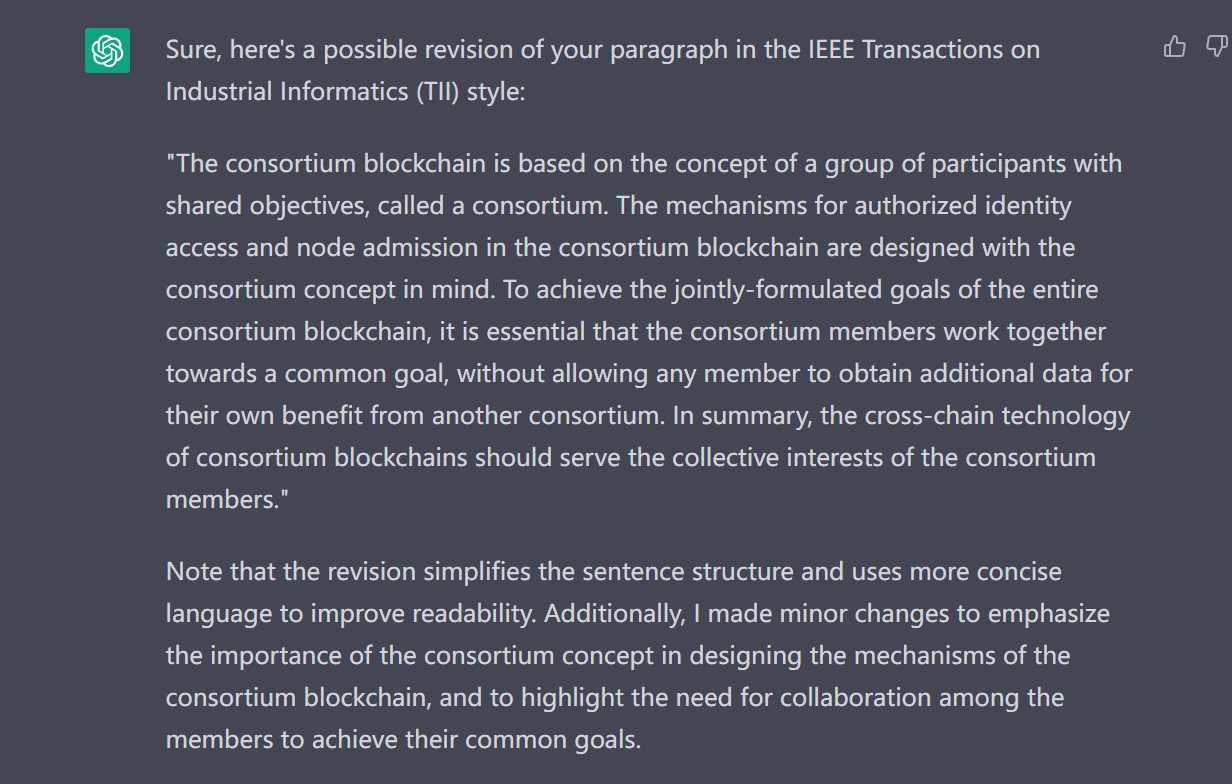 Sure, here's a possible revision of your paragraph in the IEEE Transactions on
Industrial Informatics (TII) style:
"The consortium blockchain is based on the concept of a group of participants with
shared objectives, called a consortium. The mechanisms for authorized identity
access and node admission in the consortium blockchain are designed with the
consortium concept in mind. To achieve the jointly-formulated goals of the entire
consortium blockchain, it is essential that the consortium members work together
towards a common goal, without allowing any member to obtain additional data for
their own benefit from another consortium. In summary, the cross-chain technology
of consortium blockchains should serve the collective interests of the consortium
members."
Note that the revision simplifies the sentence structure and uses more concise
language to improve readability. Additionally, I made minor changes to emphasize
the importance of the consortium concept in designing the mechanisms of the
consortium blockchain, and to highlight the need for collaboration among the
members to achieve their common goals.